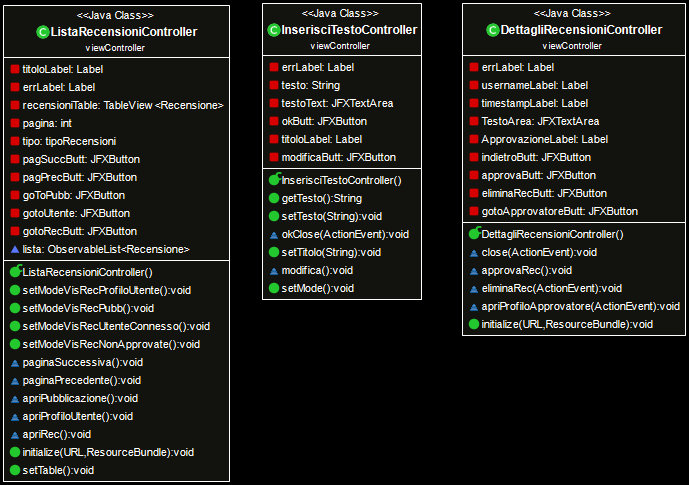 <<Java Class>>
ListaRecensioniController
viewController
titoloLabel: Label
errLabel: Label
recensioniTable: TableView <Recensione>
pagina: int
tipo: tipoRecensioni
pagSuccButt: JFXButton
pagPrecButt: JFXButton
goToPubb: JFXButton
gotoUtente: JFXButton
gotoRecButt: JFXButton
lista: ObservableList<Recensione>
ListaRecensioniController()
setModeVisRecProfiloUtente():void
setModeVisRecPubb():void
setModeVisRecUtenteConnesso():void
setModeVisRecNonApprovate():void
paginaSuccessiva():void
paginaPrecedente():void
apriPubblicazione():void
apriProfiloUtente():void
apriRec():void
initialize(URL,ResourceBundle):void
setTable():void
<<Java Class>>
InserisciTestoController
viewController
errLabel: Label
testo: String
testoText: JFXTextArea
okButt: JFXButton
titoloLabel: Label
modificaButt: JFXButton
InserisciTestoController()
getTesto():String
setTesto(String):void
okClose(ActionEvent):void
setTitolo(String):void
modifica():void
setMode():void
<<Java Class>>
DettagliRecensioniController
viewController
errLabel: Label
usernameLabel: Label
timestampLabel: Label
TestoArea: JFXTextArea
ApprovazioneLabel: Label
indietroButt: JFXButton
approvaButt: JFXButton
eliminaRecButt: JFXButton
gotoApprovatoreButt: JFXButton
DettagliRecensioniController()
close(ActionEvent):void
approvaRec():void
eliminaRec(ActionEvent):void
apriProfiloApprovatore(ActionEvent):void
initialize(URL,ResourceBundle):void